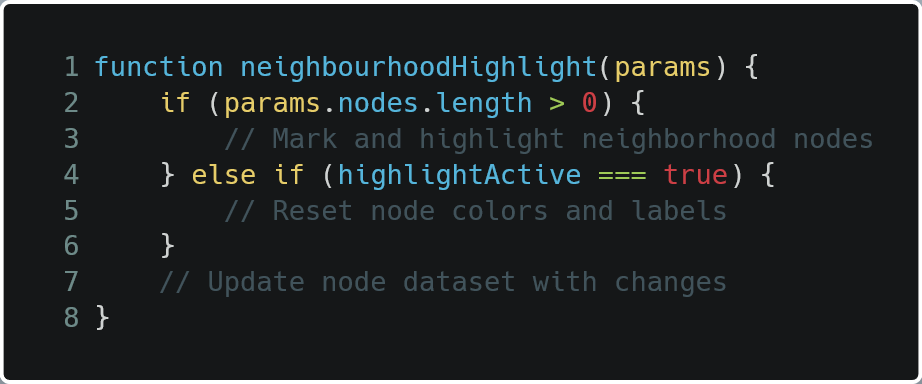 1 function neighbourhoodHighlight(params) {
2     if (params.nodes.length > 0) {
3         // Mark and highlight neighborhood nodes
4     } else if (highlightActive === true) {
5         // Reset node colors and labels
6     }
7     // Update node dataset with changes
8 }